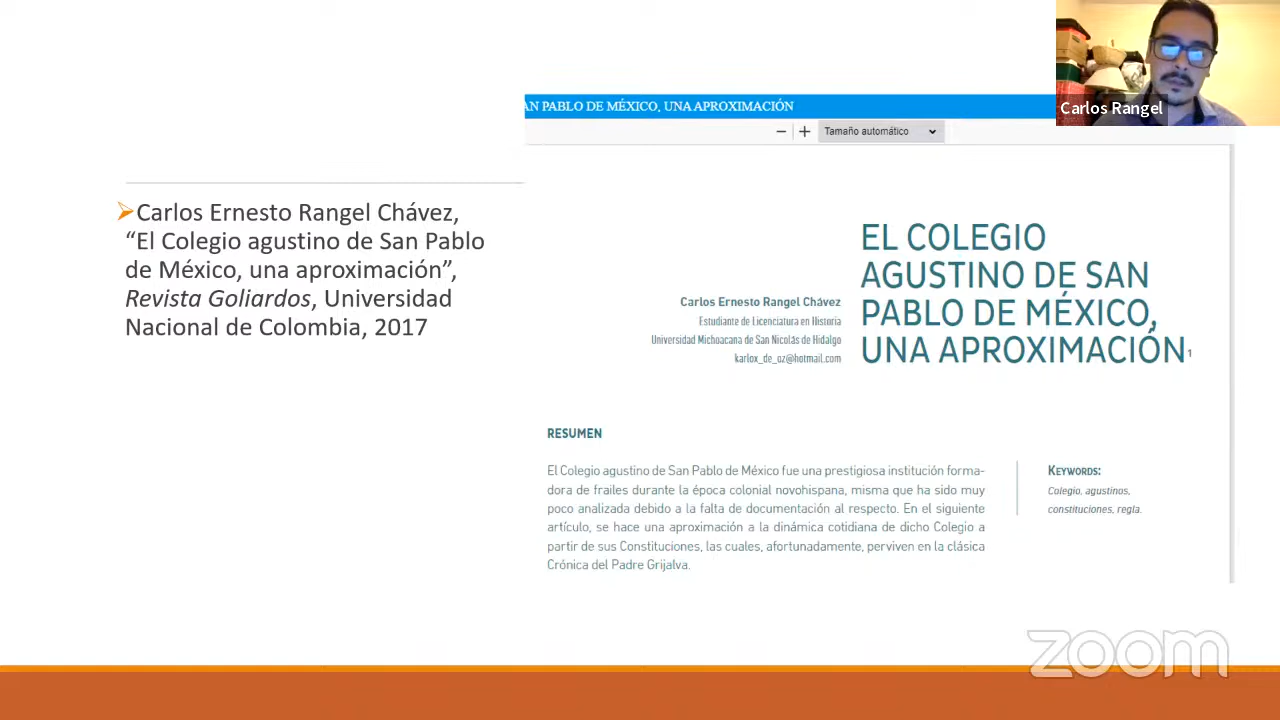 Carlos Rangel
AN PABLO DE MÉXICO, UNA APROXIMACIÓN
Tamaño automático
➢Carlos Ernesto Rangel Chávez,
“El Colegio agustino de San Pablo
de México, una aproximación”,
Revista Goliardos, Universidad
Nacional de Colombia, 2017
EL COLEGIO
AGUSTINO DE SAN
PABLO DE MÉXICO,
UNA APROXIMACIÓN1
Carlos Ernesto Rangel Chávez
Estudiante de Licenciatura en Historia
Universidad Michoacana de San Nicolás de Hidalgo
karlox_de_oz@hotmail.com
RESUMEN
El Colegio agustino de San Pablo de México fue una prestigiosa institución forma-
dora de frailes durante la época colonial novohispana, misma que ha sido muy
poco analizada debido a la falta de documentación al respecto. En el siguiente
artículo, se hace una aproximación a la dinámica cotidiana de dicho Colegio a
partir de sus Constituciones, las cuales, afortunadamente, perviven en la clásica
Crónica del Padre Grijalva.
KEYWORDS:
Colegio, agustinos,
constituciones, regla.
zoom